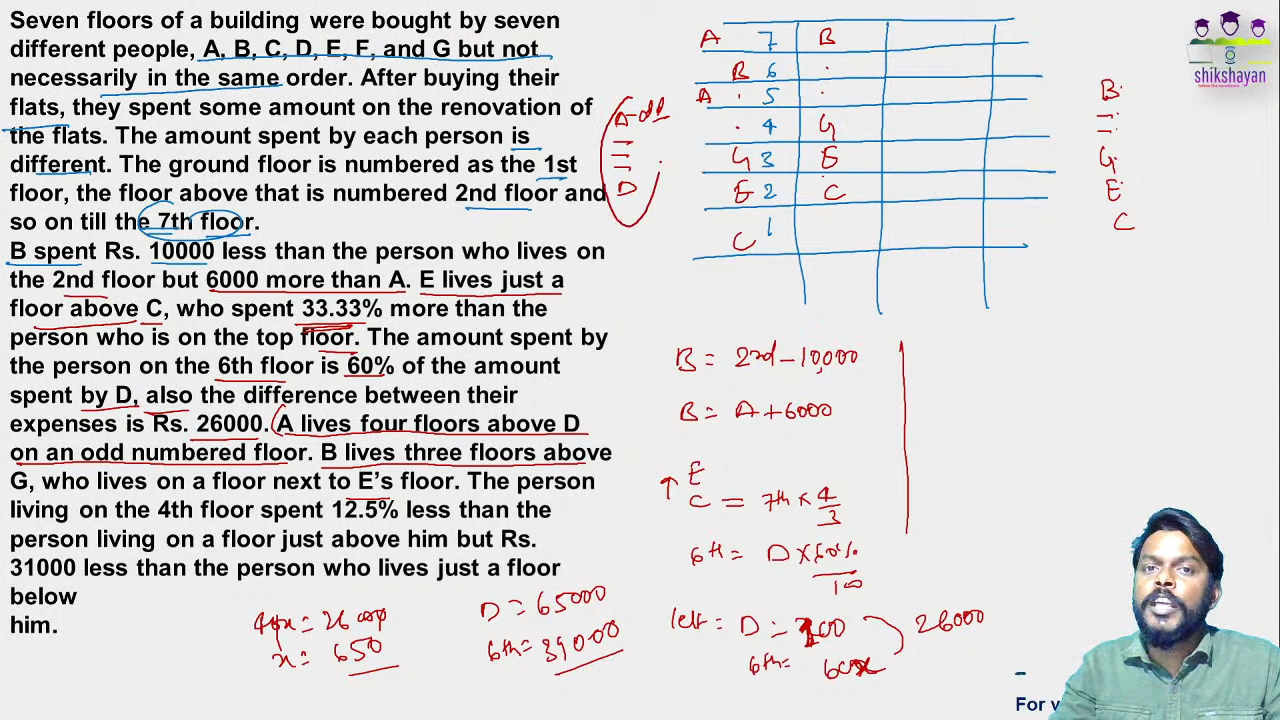 Seven floors of a building were bought by seven
different people, A, B, C, D, E, F, and G but not
necessarily in the same order. After buying their
flats, they spent some amount on the renovation of
the flats. The amount spent by each person is
different. The ground floor is numbered as the 1st
floor, the floor above that is numbered 2nd floor and
so on till the 7th floor.
B spent Rs. 10000 less than the person who lives on
the 2nd floor but 6000 more than A. E lives just a
floor above C, who spent 33.33% more than the
person who is on the top floor. The amount spent by
the person on the 6th floor is 60% of the amount
spent by D, also the difference between their
expenses is Rs. 26000. A lives four floors above D
on an odd numbered floor. B lives three floors above
G, who lives on a floor next to E's floor. The person
living on the 4th floor spent 12.5% less than the
person living on a floor just above him but Rs.
31000 less than the person who lives just a floor
below
him.
A-odd
D
A 7 B
B 6 .
A . 5 .
. 4 G
G 3 E
E 2 C
C 1
B
G
E
C
B = 2nd - 10,000
B = A + 6000
E
C = 7th × 4/3
6th = D × 60%
100
let = D =
6th =
26000
x = 650
D = 65000
6th = 39000
shikshayan
For v